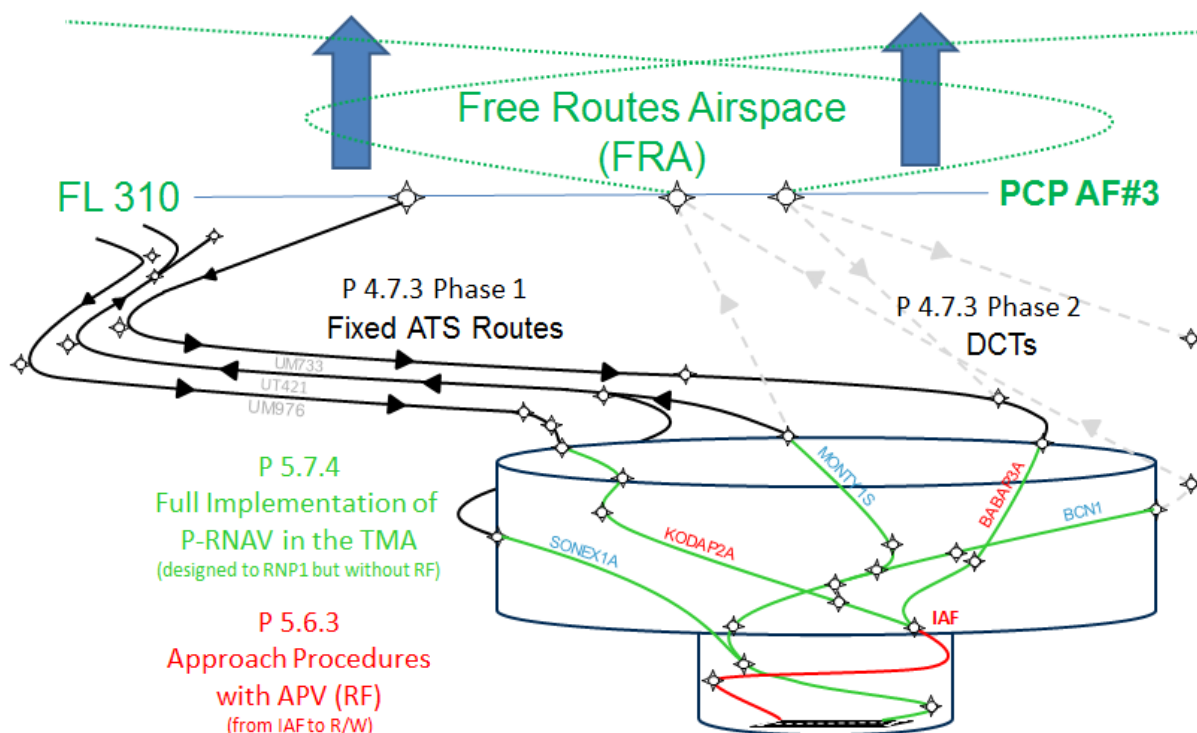 Free Routes Airspace
(FRA)
FL 310
PCP AF#3
P 4.7.3 Phase 1
Fixed ATS Routes
P 4.7.3 Phase 2
DCTs
UM733
UT421
UM976
P 5.7.4
Full Implementation of
P-RNAV in the TMA
(designed to RNP1 but without RF)
MONTY1S
BABAP3A
BCN1
KODAP2A
SONEX1A
IAF
P 5.6.3
Approach Procedures
with APV (RF)
(from IAF to R/W)